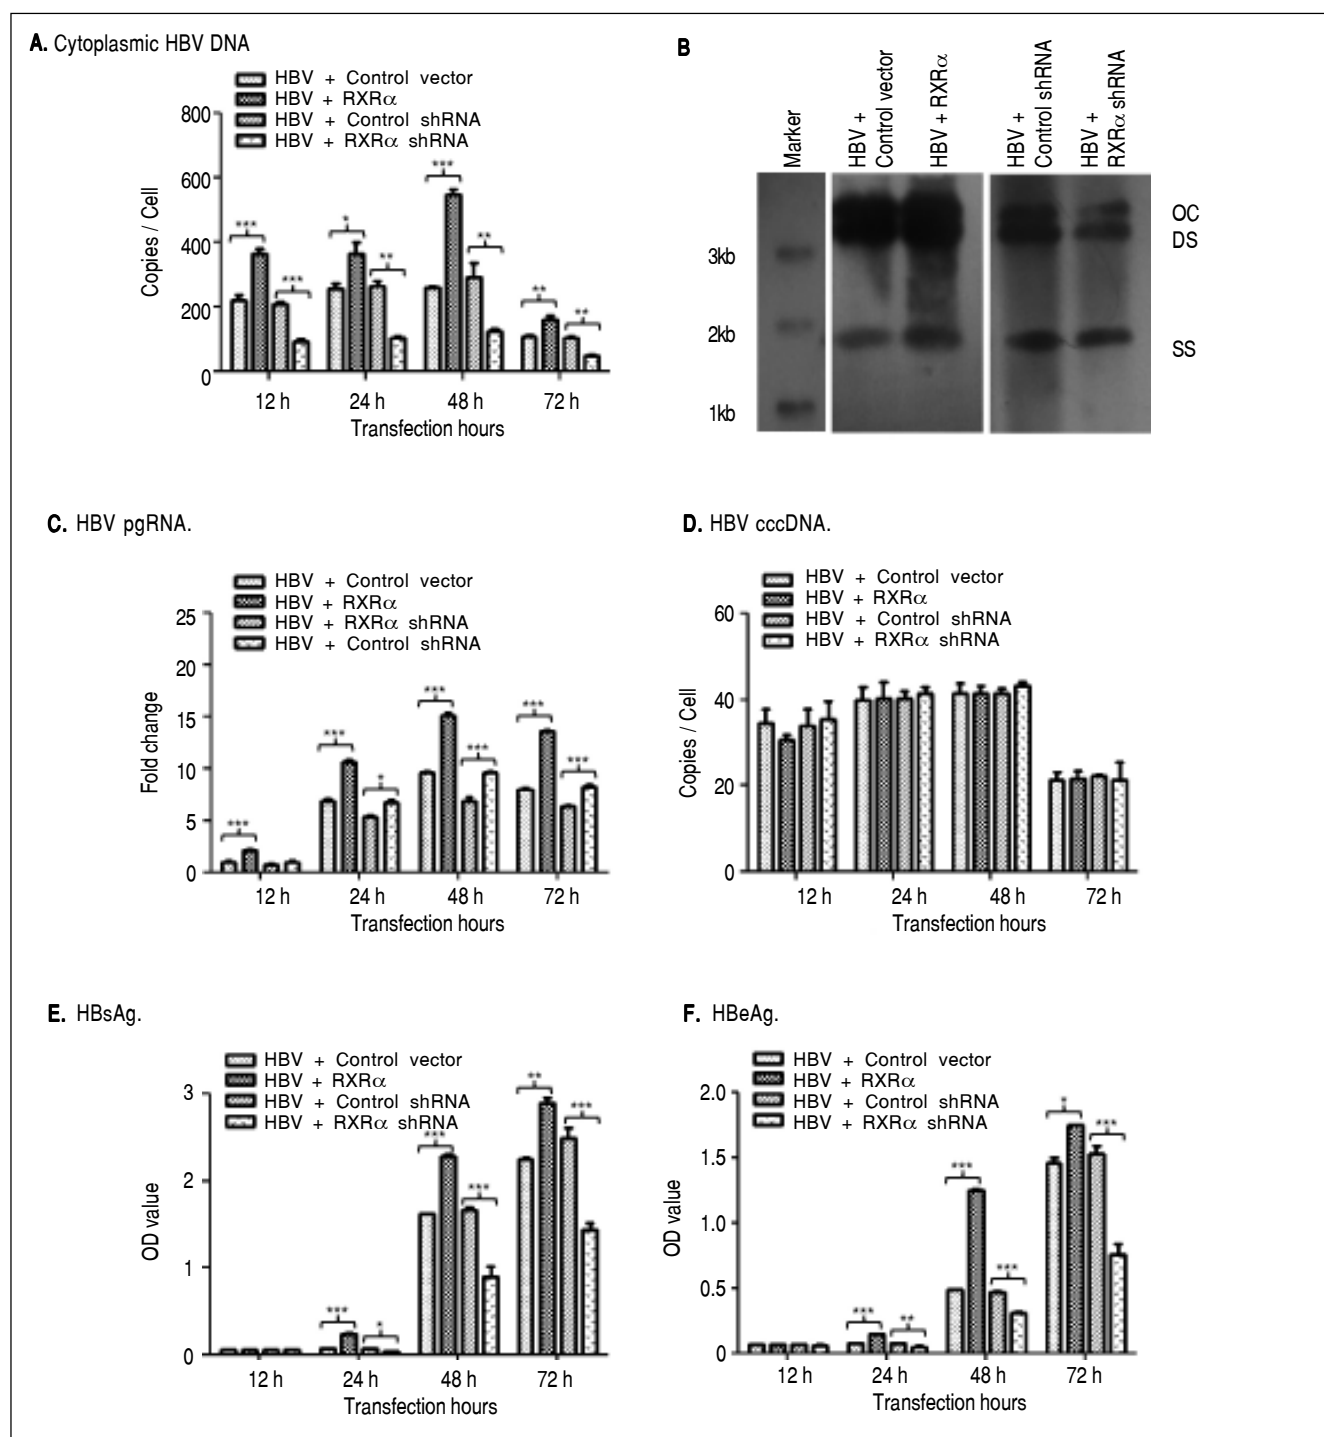 A. Cytoplasmic HBV DNA
HBV + Control vector
HBV + RXRα
HBV + Control shRNA
HBV + RXRα shRNA
800
600
400
200
0
Copies / Cell
***
***
*
**
***
**
**
**
12 h
24 h
48 h
72 h
Transfection hours
B
Marker
HBV +
Control vector
HBV + RXRα
HBV +
Control shRNA
HBV +
RXRα shRNA
3kb
2kb
1kb
OC
DS
SS
C. HBV pgRNA.
HBV + Control vector
HBV + RXRα
HBV + RXRα shRNA
HBV + Control shRNA
25
20
15
10
5
0
Fold change
***
***
*
***
***
***
***
12 h
24 h
48 h
72 h
Transfection hours
D. HBV cccDNA.
HBV + Control vector
HBV + RXRα
HBV + Control shRNA
HBV + RXRα shRNA
60
40
20
0
Copies / Cell
12 h
24 h
48 h
72 h
Transfection hours
E. HBsAg.
HBV + Control vector
HBV + RXRα
HBV + Control shRNA
HBV + RXRα shRNA
3
2
1
0
OD value
***
*
***
***
**
***
12 h
24 h
48 h
72 h
Transfection hours
F. HBeAg.
HBV + Control vector
HBV + RXRα
HBV + Control shRNA
HBV + RXRα shRNA
2.0
1.5
1.0
0.5
0
OD value
***
**
***
***
*
***
12 h
24 h
48 h
72 h
Transfection hours